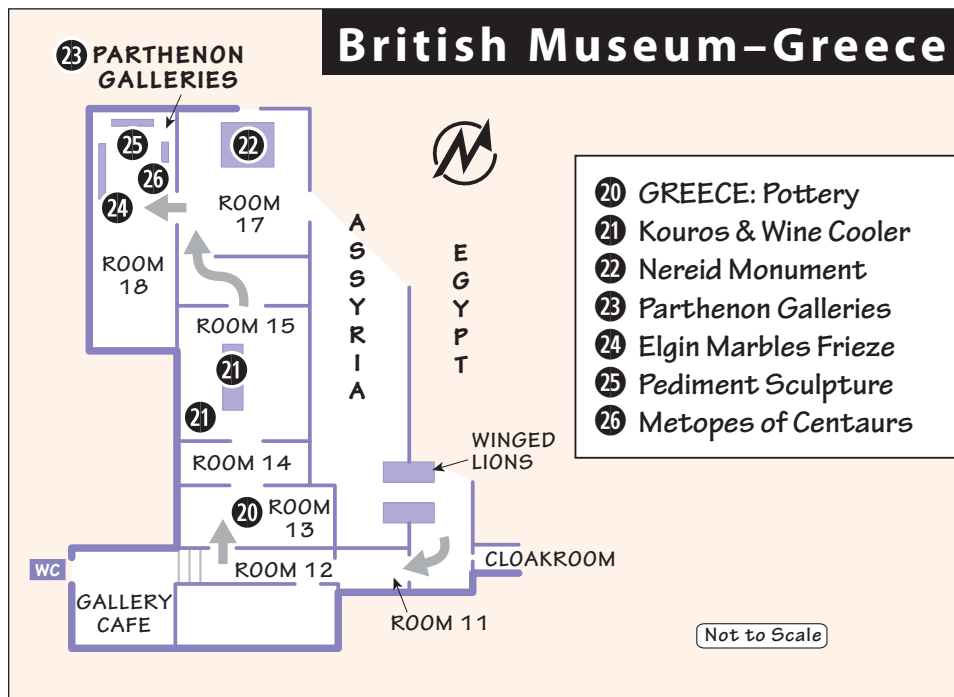 British Museum–Greece
23 PARTHENON
GALLERIES
25
22
26
24
ROOM
17
ROOM
18
ASSYRIA
EGYPT
20 GREECE: Pottery
21 Kouros & Wine Cooler
22 Nereid Monument
23 Parthenon Galleries
24 Elgin Marbles Frieze
25 Pediment Sculpture
26 Metopes of Centaurs
ROOM 15
21
21
WINGED
LIONS
ROOM 14
20
ROOM
13
ROOM 12
CLOAKROOM
WC
GALLERY
CAFE
ROOM 11
Not to Scale